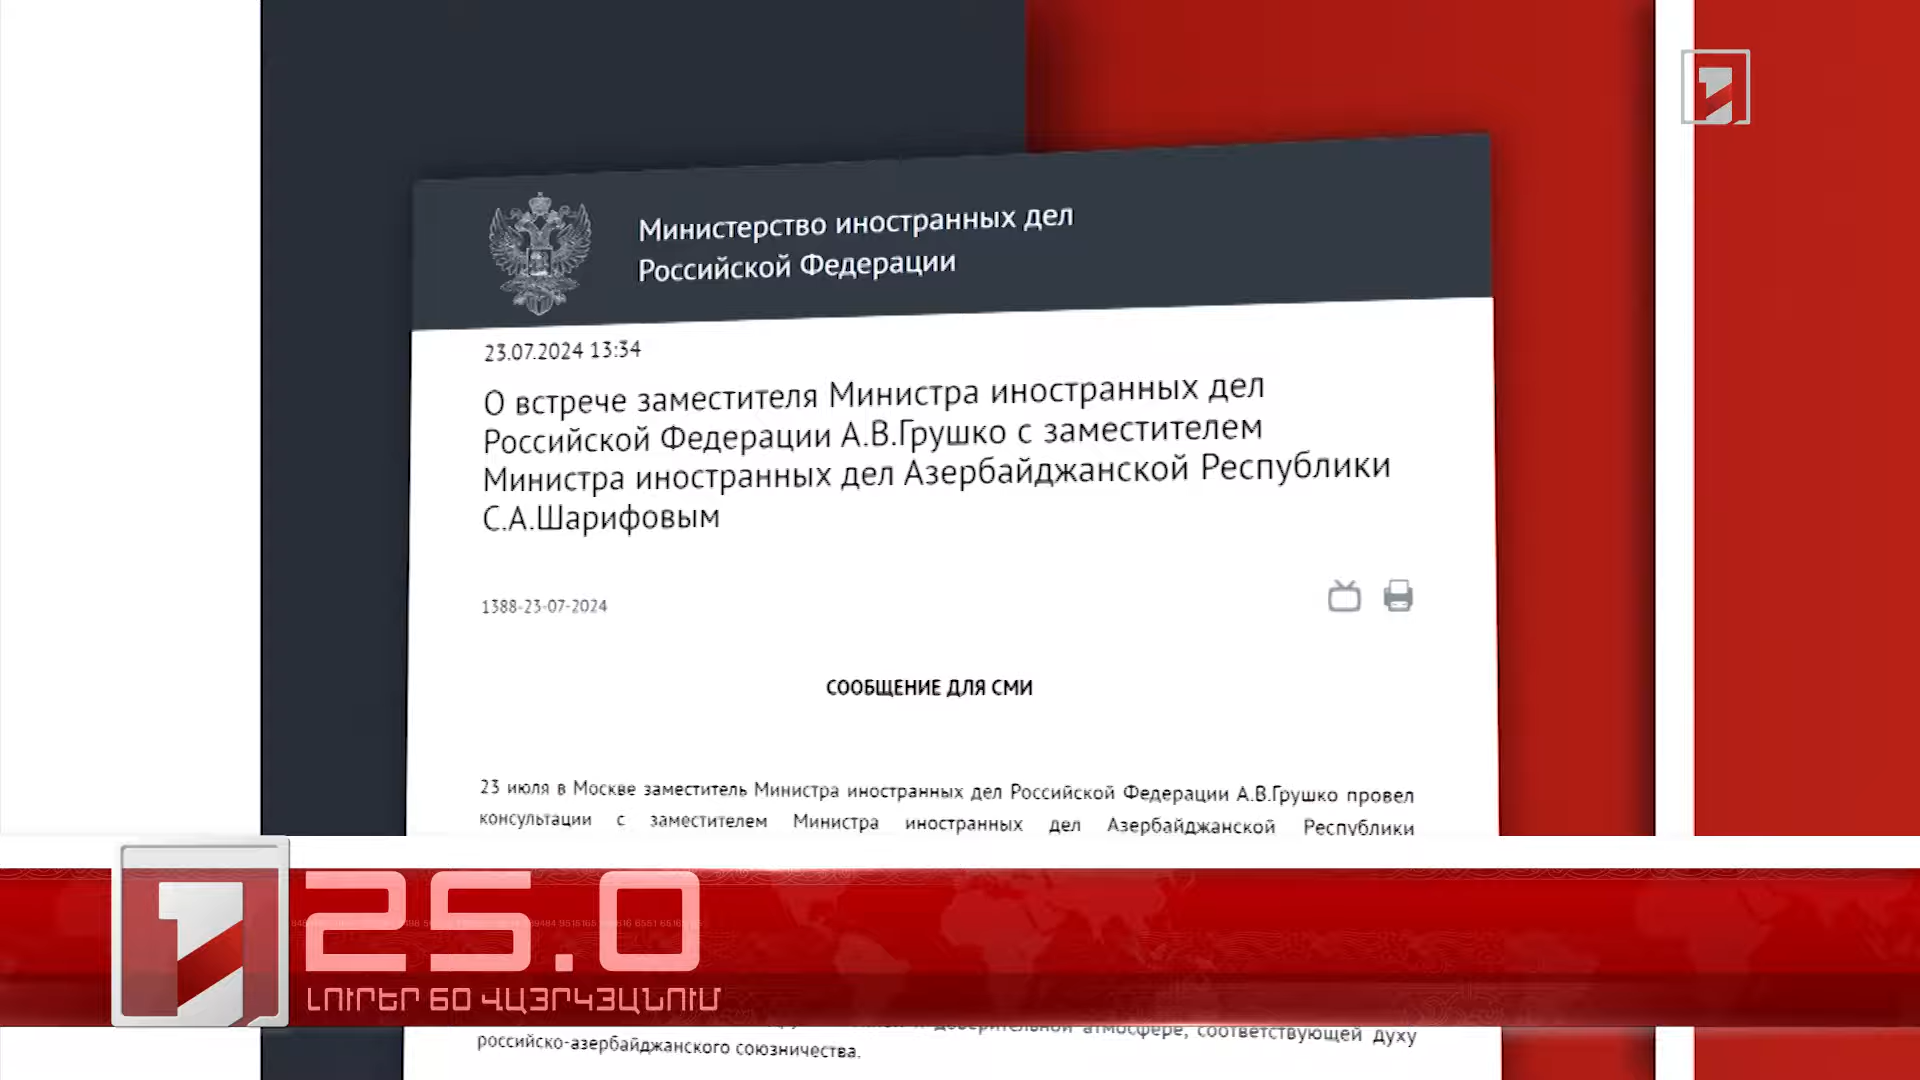 Министерство иностранных дел
Российской Федерации
23.07.2024 13:34
О встрече заместителя Министра иностранных дел
Российской Федерации А.В.Грушко с заместителем
Министра иностранных дел Азербайджанской Республики
С.А.Шарифовым
1388-23-07-2024
СООБЩЕНИЕ ДЛЯ СМИ
23 июля в Москве заместитель Министра иностранных дел Российской Федерации А.В.Грушко провел
консультации с заместителем Министра иностранных дел Азербайджанской Республики
25.0
ԼՈՒՐԵՐ 60 ՎԱՅՐԿՅԱՆՈՒՄ
доверительной атмосфере, соответствующей духу
российско-азербайджанского союзничества.